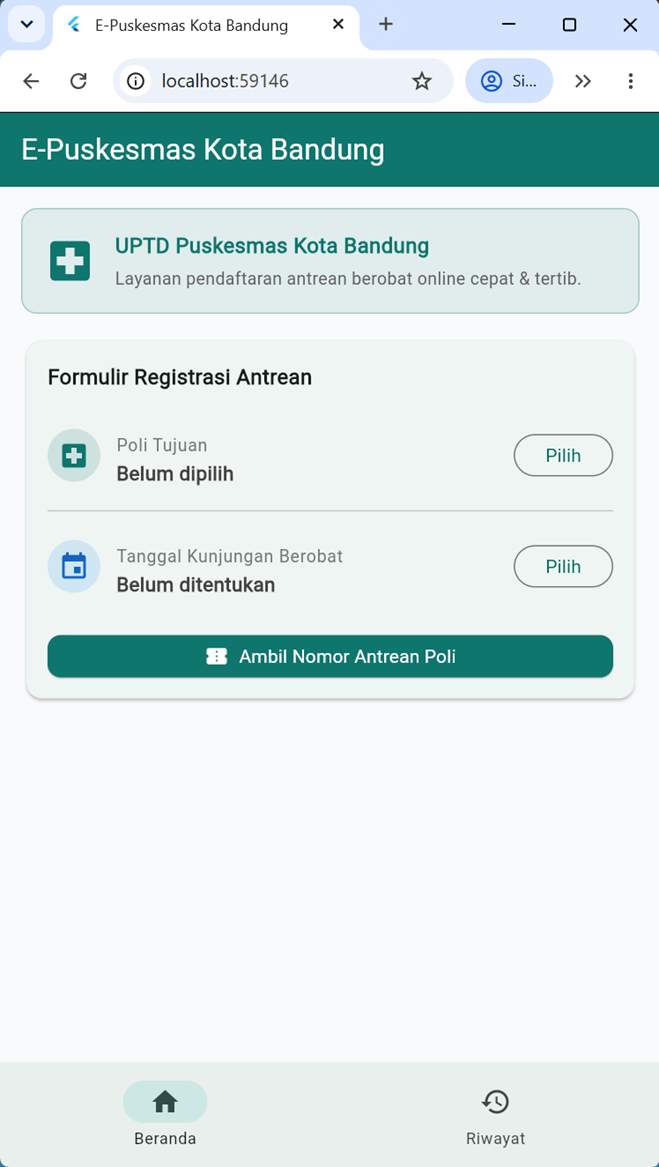 E-Puskesmas Kota Bandung
localhost:59146
Si...
E-Puskesmas Kota Bandung
UPTD Puskesmas Kota Bandung
Layanan pendaftaran antrean berobat online cepat & tertib.
Formulir Registrasi Antrean
Poli Tujuan
Belum dipilih
Pilih
Tanggal Kunjungan Berobat
Belum ditentukan
Pilih
Ambil Nomor Antrean Poli
Beranda
Riwayat